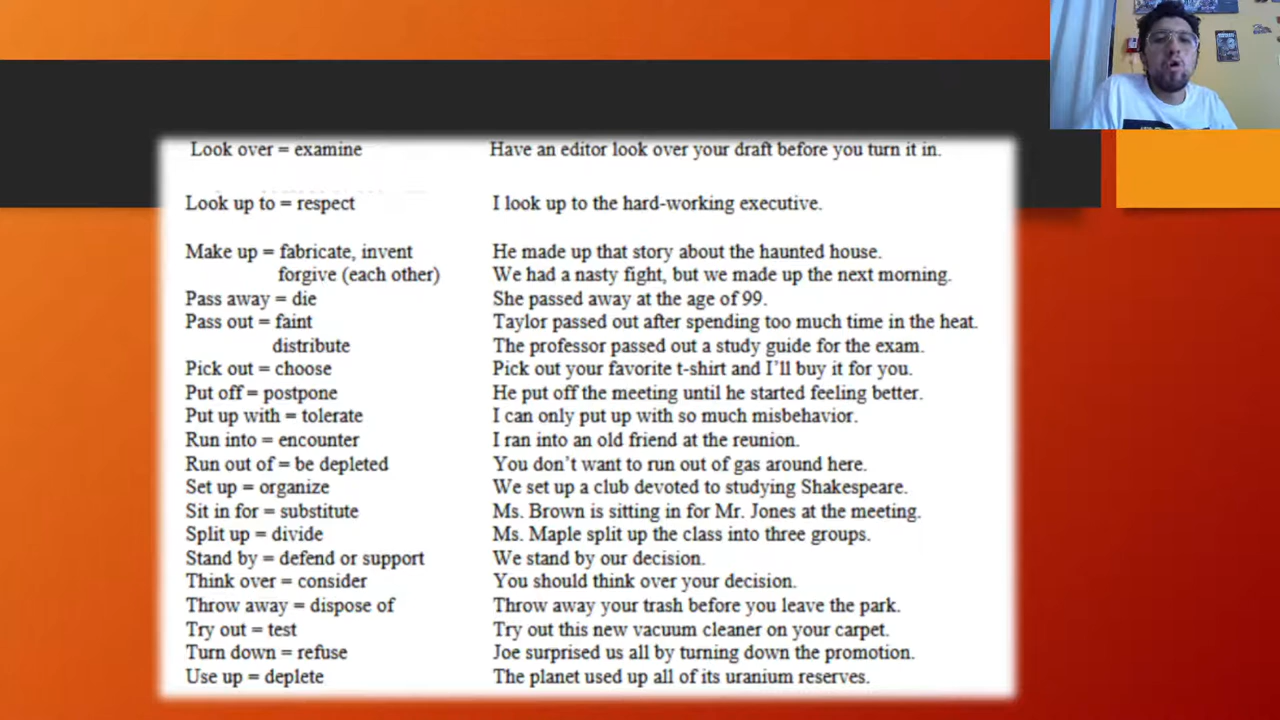 Look over = examine Have an editor look over your draft before you turn it in.
Look up to = respect I look up to the hard-working executive.
Make up = fabricate, invent He made up that story about the haunted house.
forgive (each other) We had a nasty fight, but we made up the next morning.
Pass away = die She passed away at the age of 99.
Pass out = faint Taylor passed out after spending too much time in the heat.
distribute The professor passed out a study guide for the exam.
Pick out = choose Pick out your favorite t-shirt and I'll buy it for you.
Put off = postpone He put off the meeting until he started feeling better.
Put up with = tolerate I can only put up with so much misbehavior.
Run into = encounter I ran into an old friend at the reunion.
Run out of = be depleted You don't want to run out of gas around here.
Set up = organize We set up a club devoted to studying Shakespeare.
Sit in for = substitute Ms. Brown is sitting in for Mr. Jones at the meeting.
Split up = divide Ms. Maple split up the class into three groups.
Stand by = defend or support We stand by our decision.
Think over = consider You should think over your decision.
Throw away = dispose of Throw away your trash before you leave the park.
Try out = test Try out this new vacuum cleaner on your carpet.
Turn down = refuse Joe surprised us all by turning down the promotion.
Use up = deplete The planet used up all of its uranium reserves.